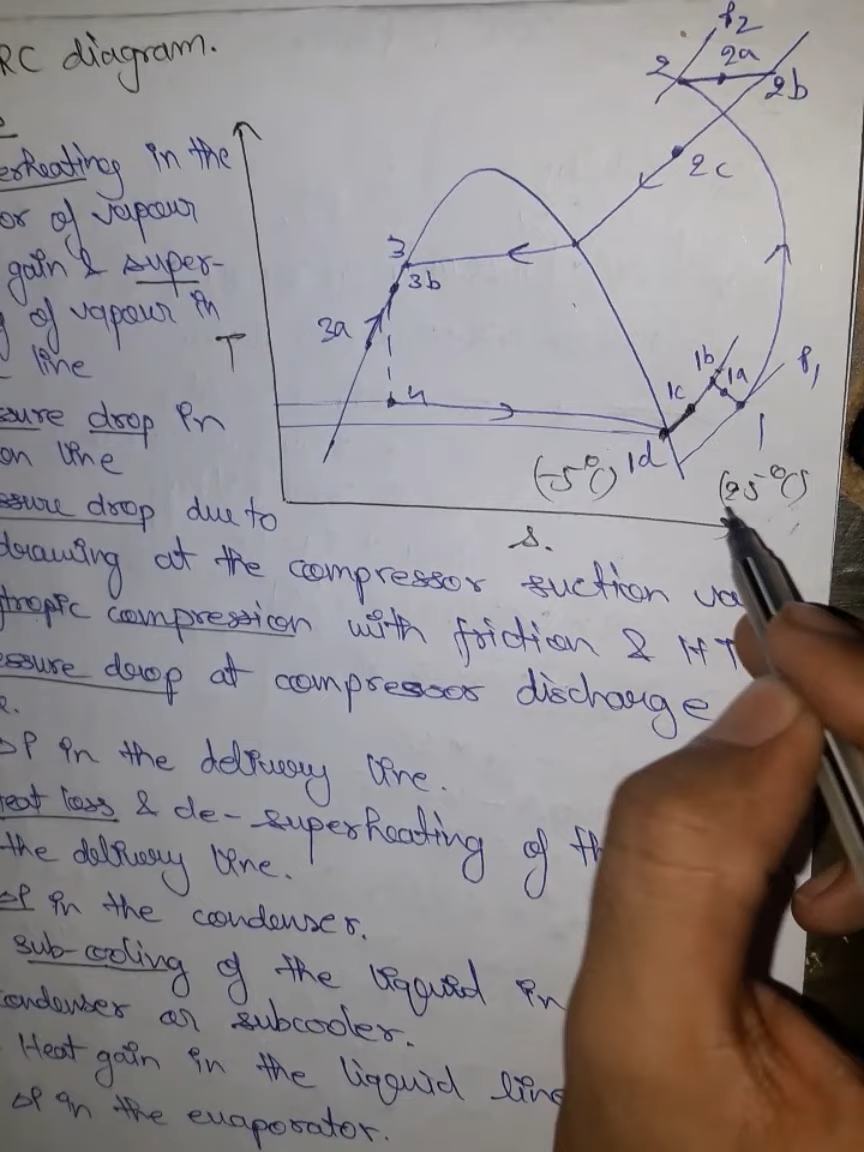 RC diagram.
P2
2 2a
2b
2c
erheating in the
or of vapour
gain & super-
of vapour in
line
T
3
3b
3a
4
1b
1a
P1
1c
1
1d
(-5°C)
(25°C)
s.
ssure drop in
on line
ssure drop due to
drawing at the compressor suction va
tropic compression with friction & HT
essure drop at compressor discharge
R.
ΔP in the delivery line.
eat loss & de-superheating of th
the delivery line.
ΔP in the condenser.
sub-cooling of the liquid in
condenser or subcooler.
Heat gain in the liquid line
ΔP in the evaporator.